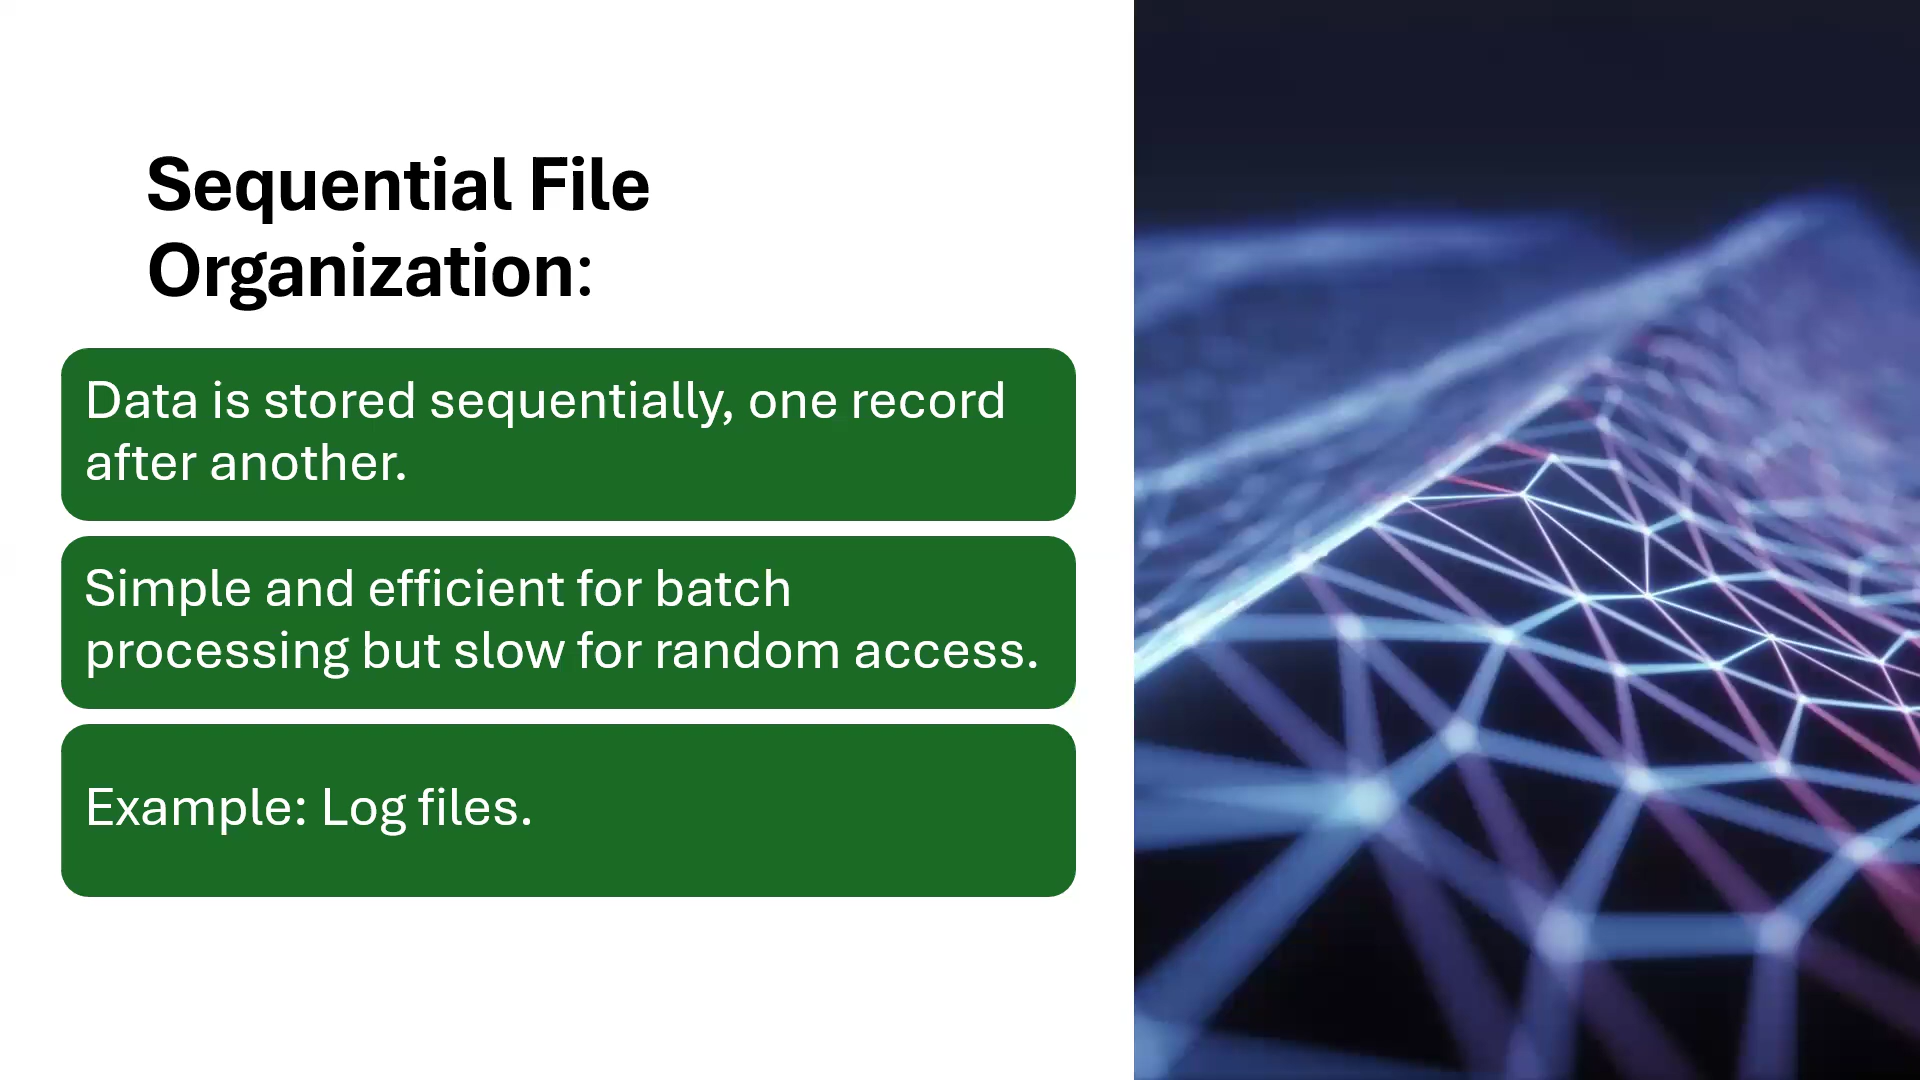 Sequential File
Organization:
Data is stored sequentially, one record
after another.
Simple and efficient for batch
processing but slow for random access.
Example: Log files.